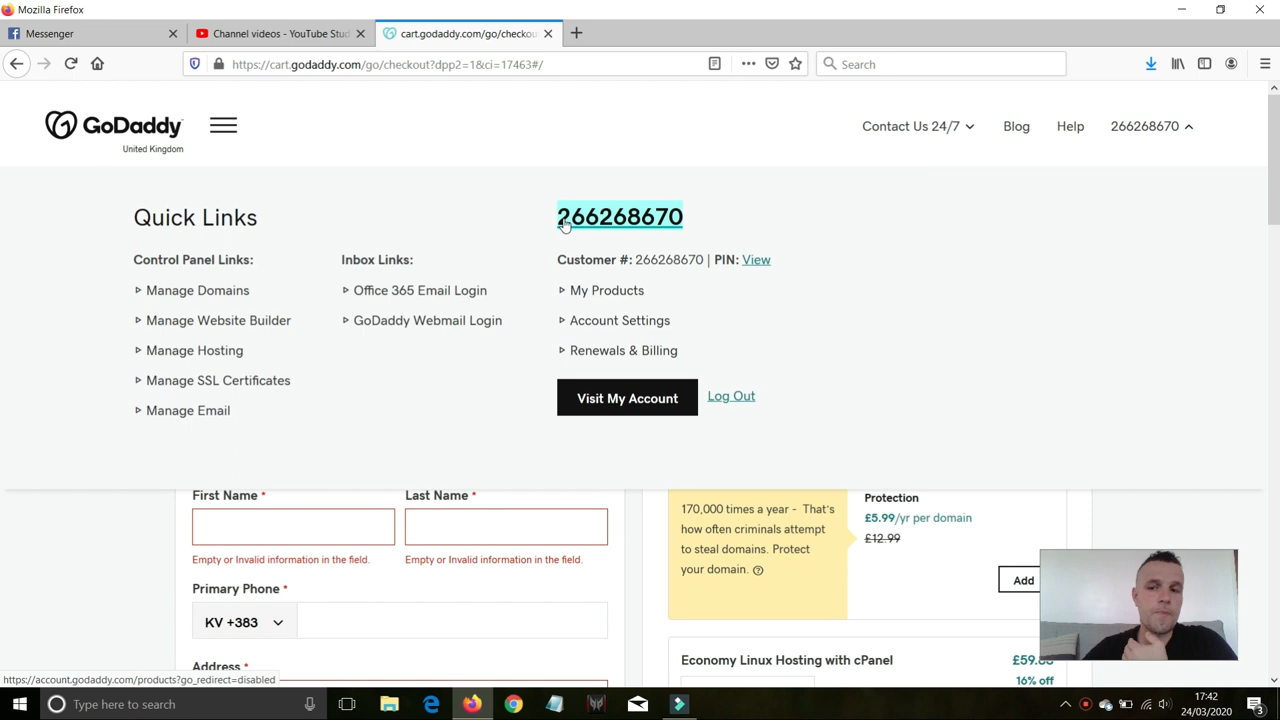 Mozilla Firefox
Messenger
Channel videos - YouTube Stud
cart.godaddy.com/go/checkou
https://cart.godaddy.com/go/checkout?dpp2=1&ci=17463#/
Search
GoDaddy
United Kingdom
Contact Us 24/7
Blog
Help
266268670
Quick Links
266268670
Control Panel Links:
Inbox Links:
Customer #: 266268670 | PIN: View
Manage Domains
Office 365 Email Login
My Products
Manage Website Builder
GoDaddy Webmail Login
Account Settings
Manage Hosting
Renewals & Billing
Manage SSL Certificates
Visit My Account
Log Out
Manage Email
First Name *
Last Name *
Empty or Invalid information in the field.
Empty or Invalid information in the field.
Primary Phone *
KV +383
Address *
170,000 times a year - That's
how often criminals attempt
to steal domains. Protect
your domain.
Protection
£5.99/yr per domain
£12.99
Add
Economy Linux Hosting with cPanel
16% off
https://account.godaddy.com/products?go_redirect=disabled
Type here to search
17:42
24/03/2020
3